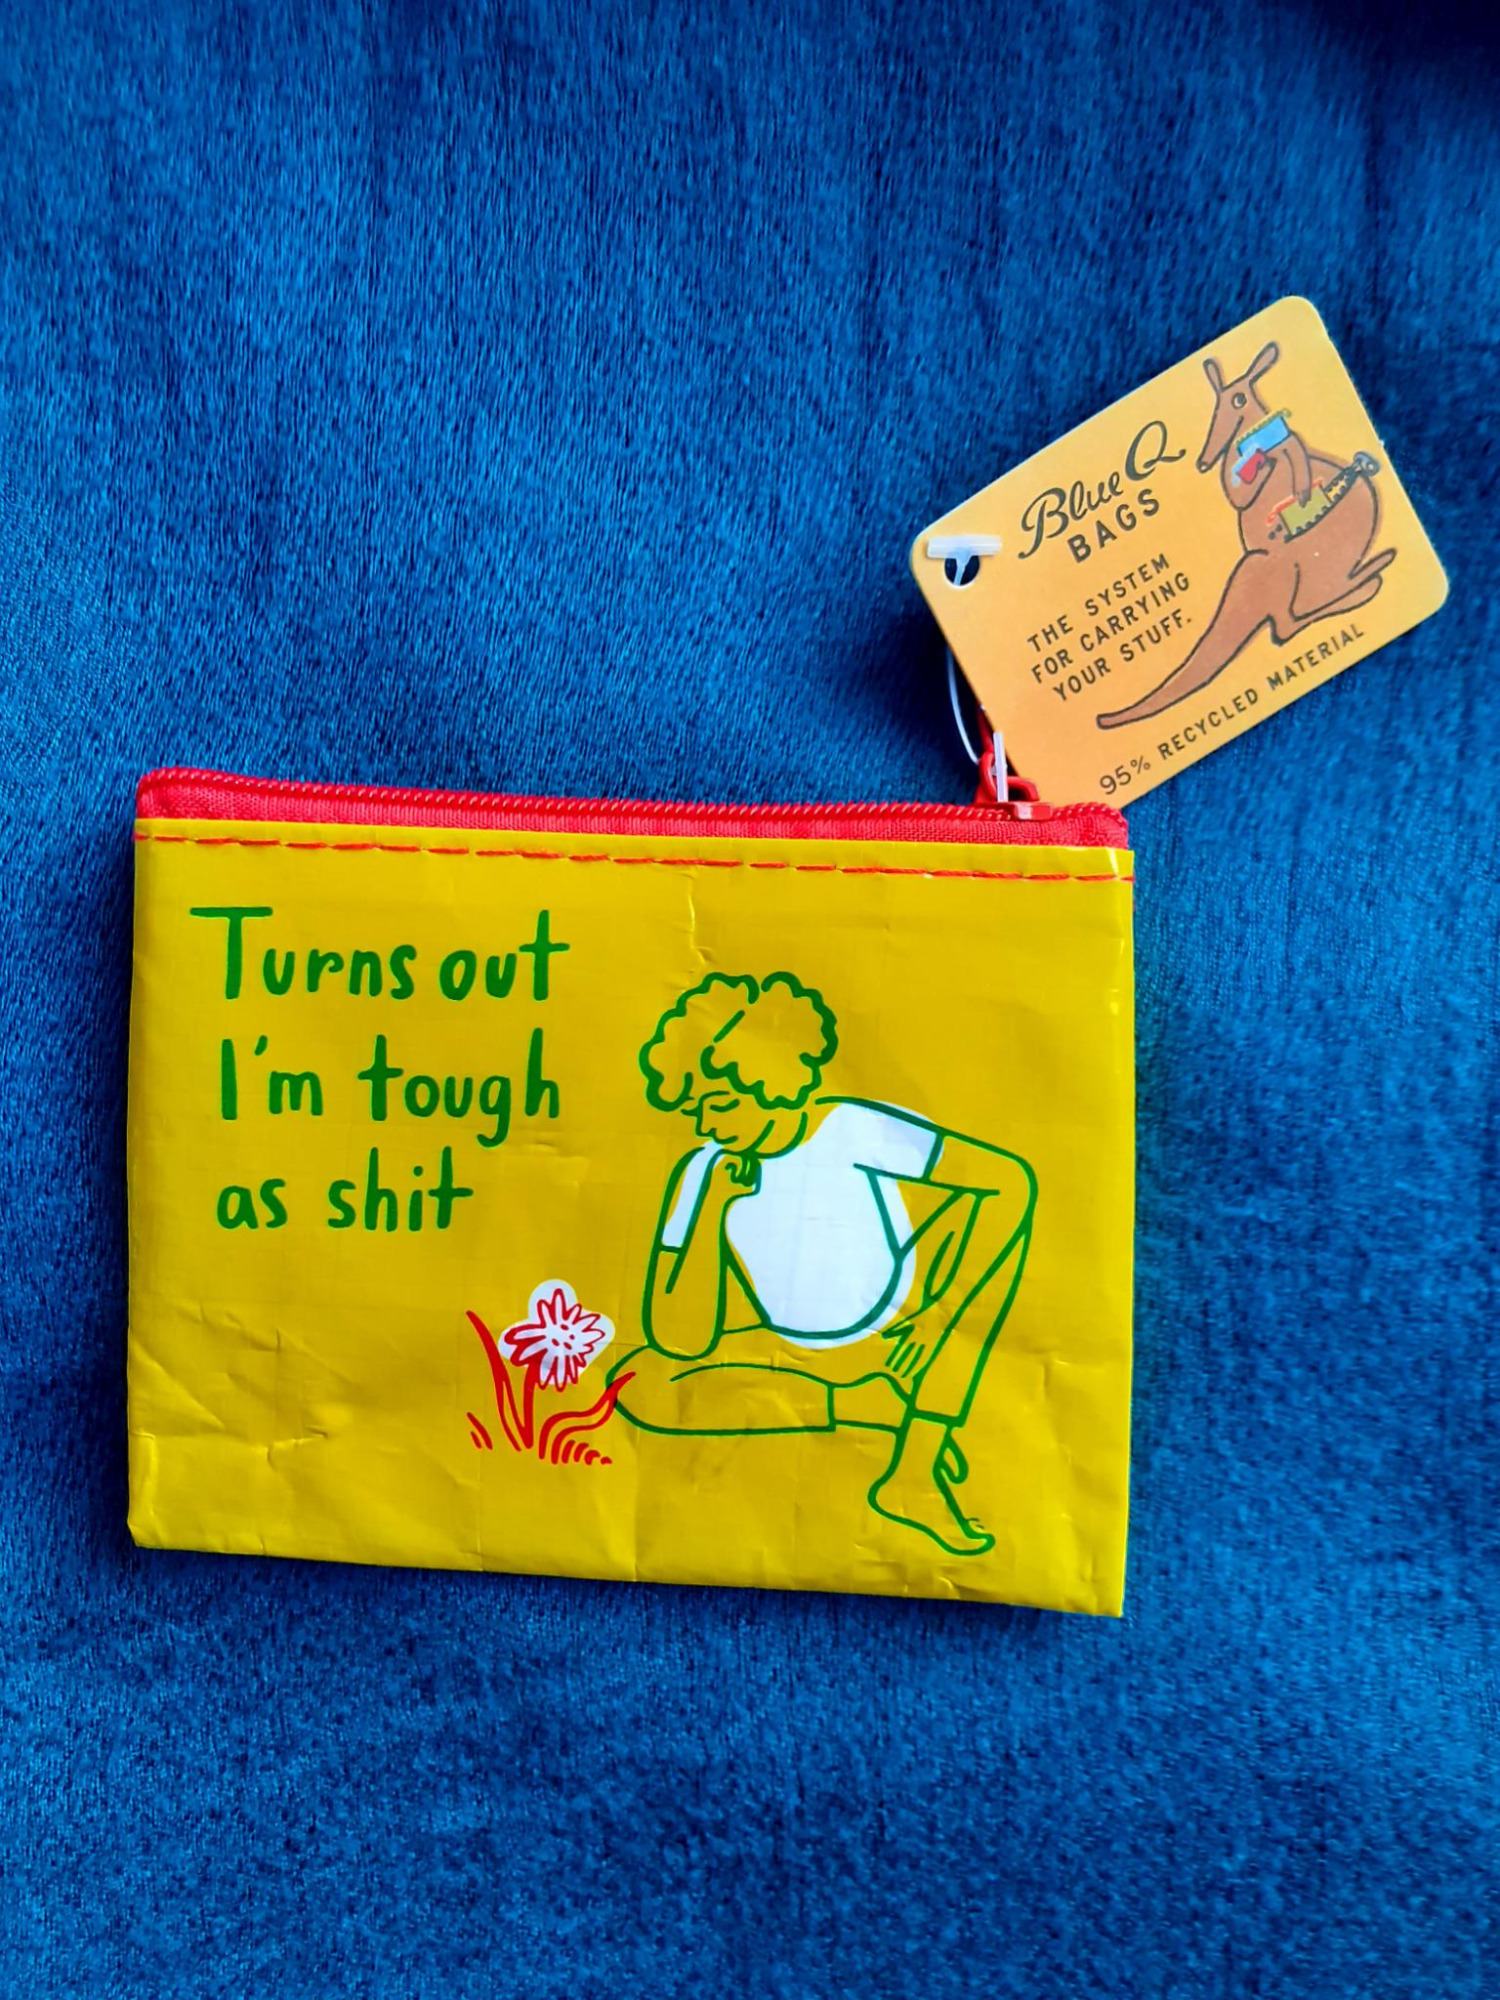 Blue Q
BAGS
THE SYSTEM
FOR CARRYING
YOUR STUFF.
95% RECYCLED MATERIAL
Turns out
I'm tough
as shit